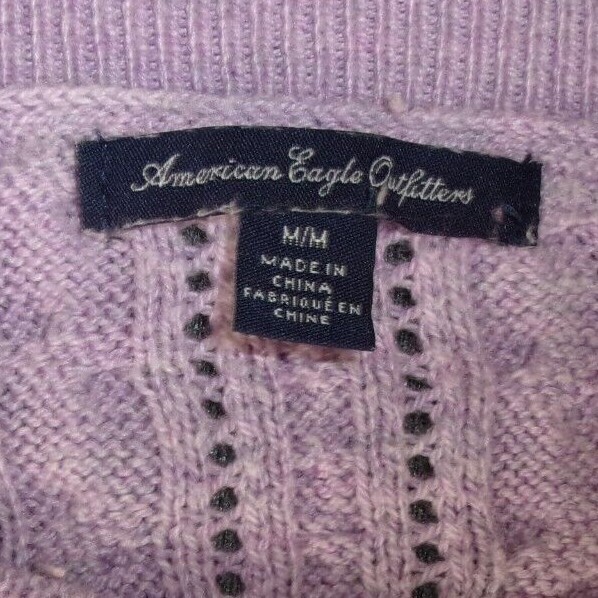 American Eagle Outfitters
M/M
MADE IN
CHINA
FABRIQUÉ EN
CHINE